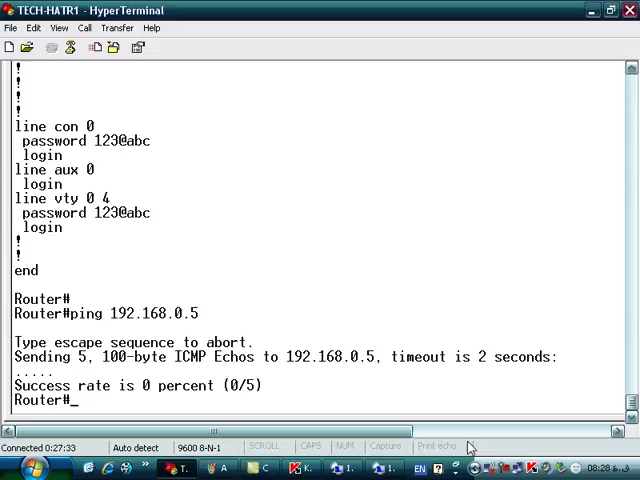 TECH-HATR1 - HyperTerminal
File Edit View Call Transfer Help
!
!
!
!
line con 0
password 123@abc
login
line aux 0
login
line vty 0 4
password 123@abc
login
!
!
end
Router#
Router#ping 192.168.0.5
Type escape sequence to abort.
Sending 5, 100-byte ICMP Echos to 192.168.0.5, timeout is 2 seconds:
.....
Success rate is 0 percent (0/5)
Router#_
Connected 0:27:33 Auto detect 9600 8-N-1 SCROLL CAPS NUM Capture Print echo
T. A C K. 1. 1. EN 08:28